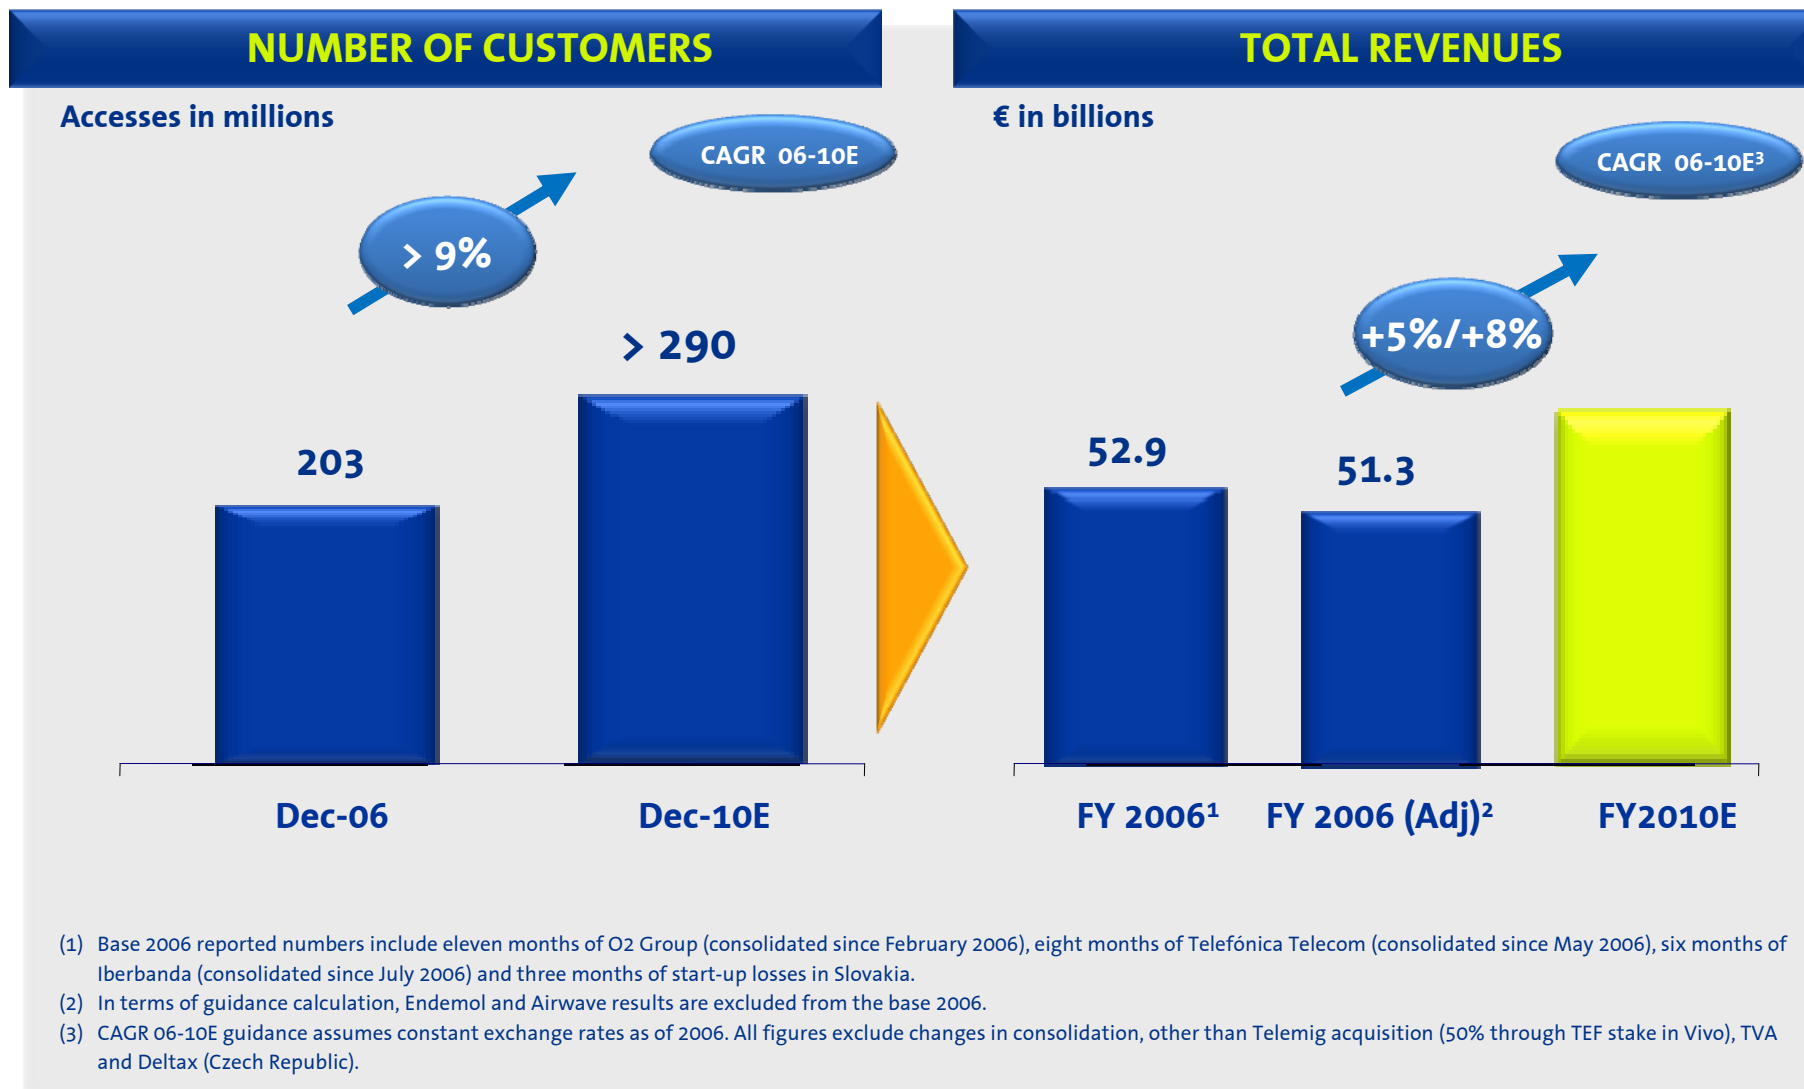 NUMBER OF CUSTOMERS
Accesses in millions
CAGR 06-10E
> 9%
> 290
203
Dec-06
Dec-10E
TOTAL REVENUES
€ in billions
CAGR 06-10E³
+5%/+8%
52.9
51.3
FY 2006¹
FY 2006 (Adj)²
FY2010E
(1) Base 2006 reported numbers include eleven months of O2 Group (consolidated since February 2006), eight months of Telefónica Telecom (consolidated since May 2006), six months of
Iberbanda (consolidated since July 2006) and three months of start-up losses in Slovakia.
(2) In terms of guidance calculation, Endemol and Airwave results are excluded from the base 2006.
(3) CAGR 06-10E guidance assumes constant exchange rates as of 2006. All figures exclude changes in consolidation, other than Telemig acquisition (50% through TEF stake in Vivo), TVA
and Deltax (Czech Republic).